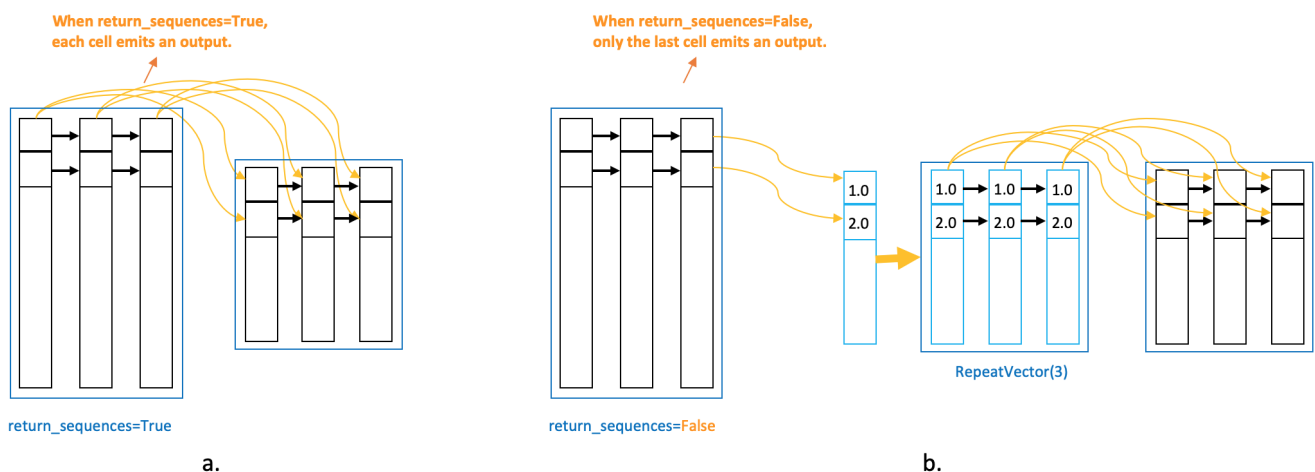 When return_sequences=True,
each cell emits an output.
return_sequences=True
a.
When return_sequences=False,
only the last cell emits an output.
return_sequences=False
1.0
2.0
1.0 1.0 1.0
2.0 2.0 2.0
RepeatVector(3)
b.